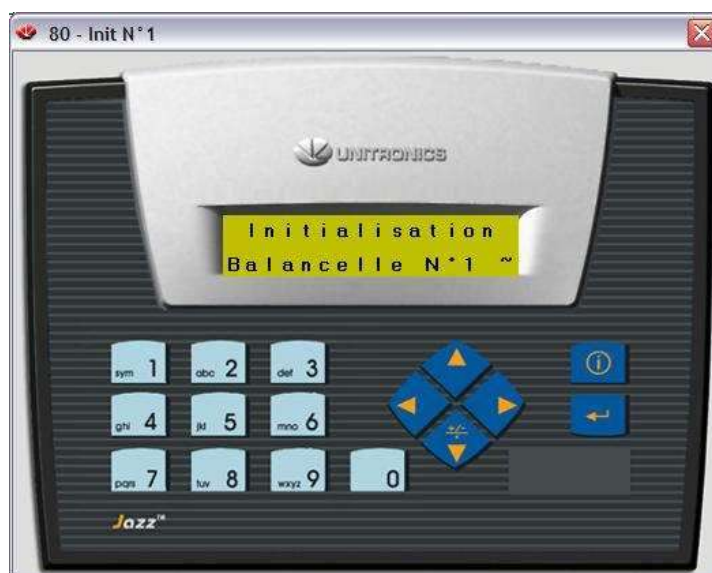 80 - Init N°1
UNITRONICS
Initialisation
Balancelle N°1 ~
sym 1
abc 2
def 3
ghi 4
jkl 5
mno 6
pqrs 7
tuv 8
wxyz 9
0
+/-
Jazz™